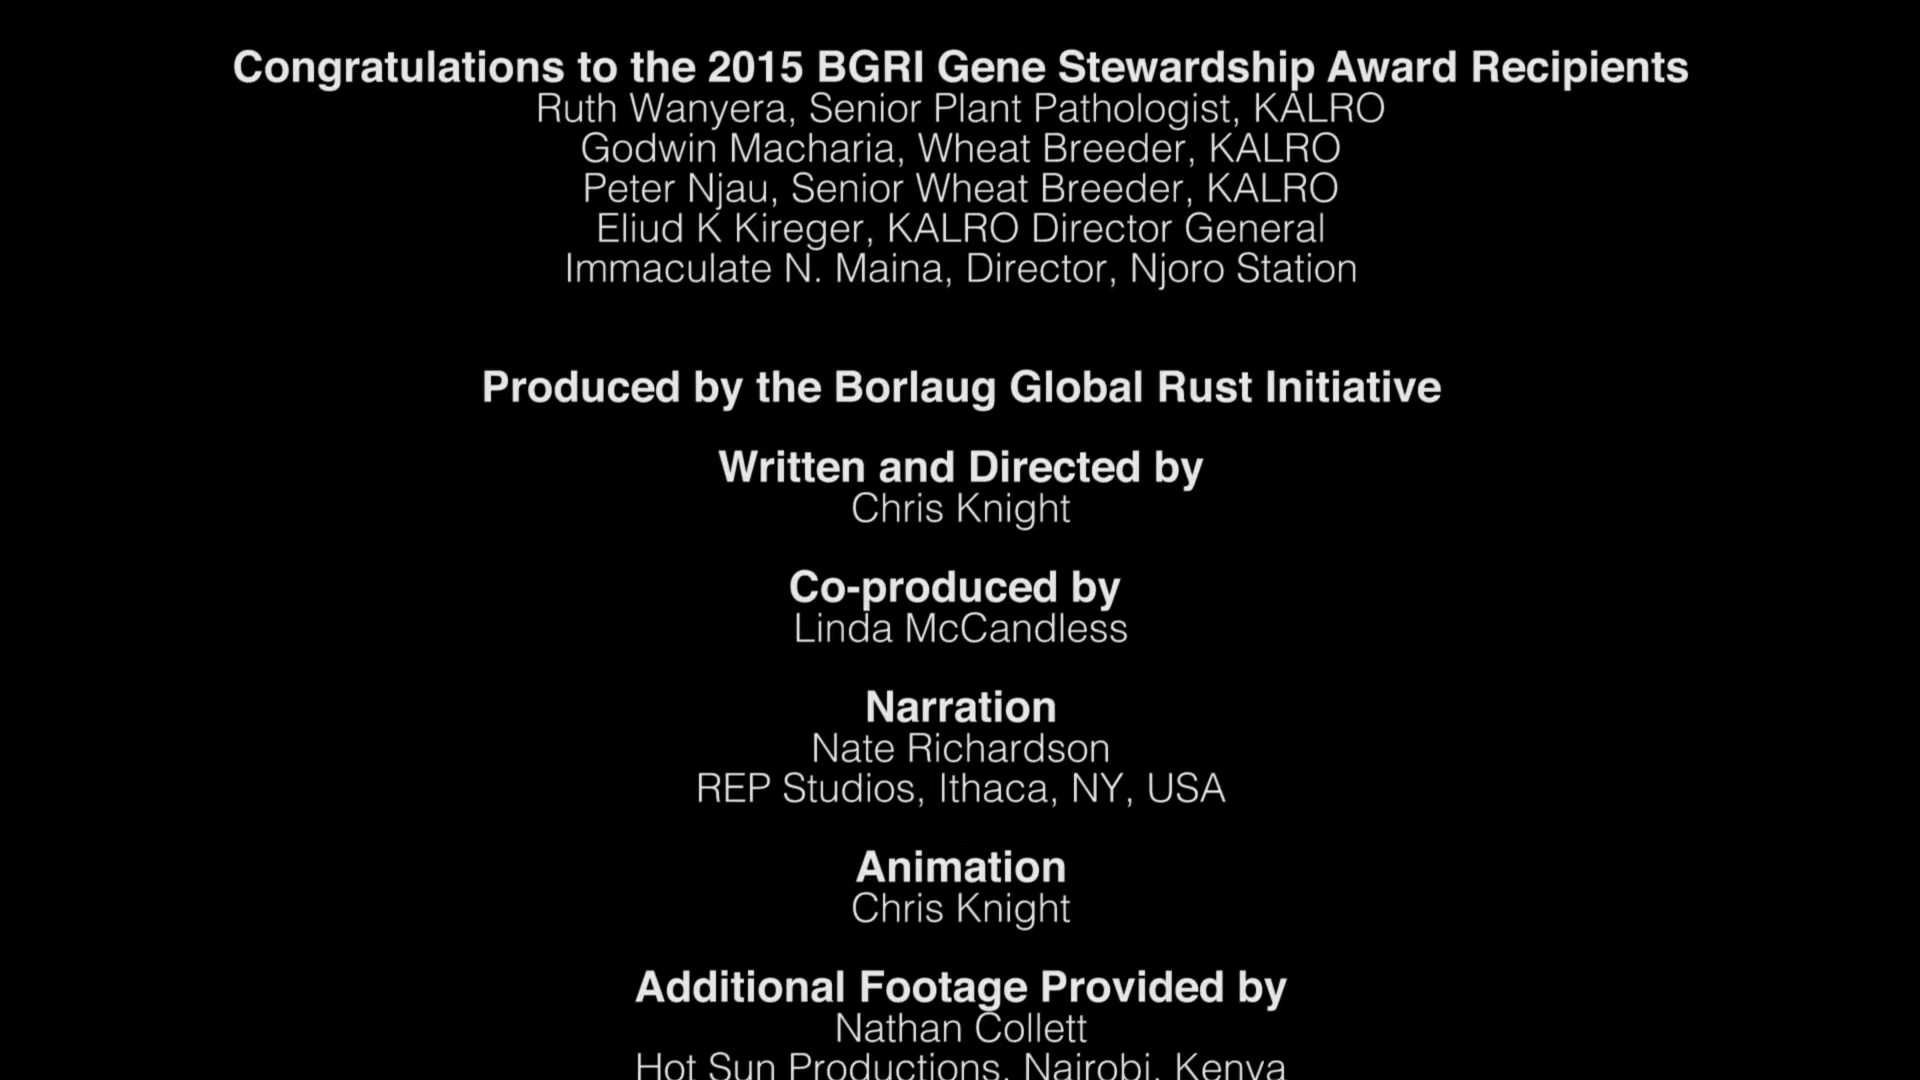 Congratulations to the 2015 BGRI Gene Stewardship Award Recipients
Ruth Wanyera, Senior Plant Pathologist, KALRO
Godwin Macharia, Wheat Breeder, KALRO
Peter Njau, Senior Wheat Breeder, KALRO
Eliud K Kireger, KALRO Director General
Immaculate N. Maina, Director, Njoro Station
Produced by the Borlaug Global Rust Initiative
Written and Directed by
Chris Knight
Co-produced by
Linda McCandless
Narration
Nate Richardson
REP Studios, Ithaca, NY, USA
Animation
Chris Knight
Additional Footage Provided by
Nathan Collett
Hot Sun Productions, Nairobi, Kenya